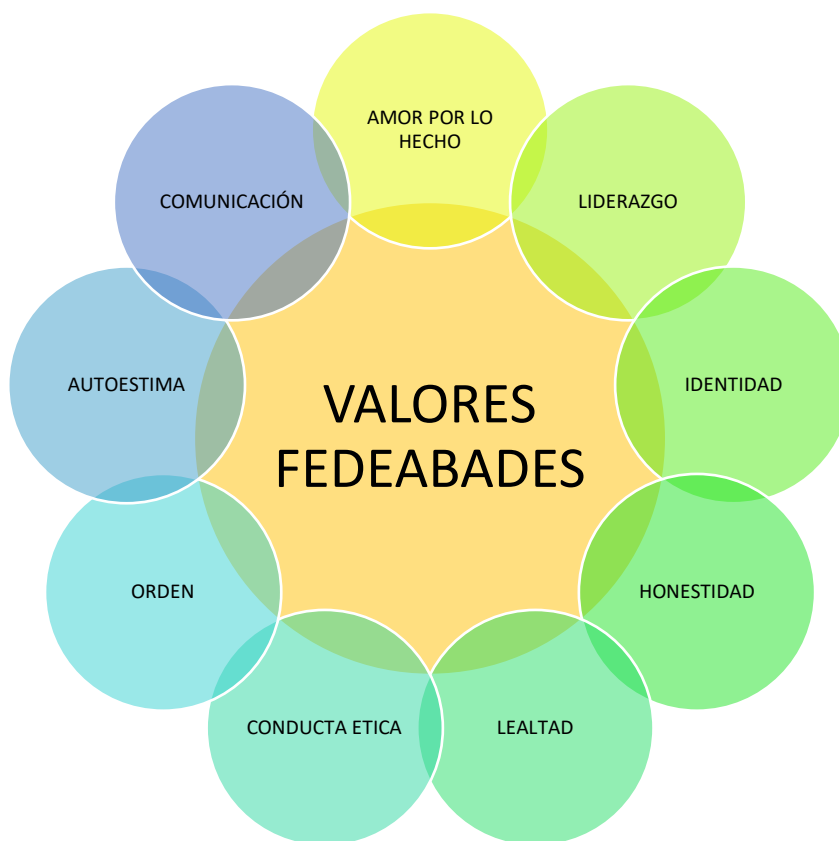 AMOR POR LO
HECHO
LIDERAZGO
IDENTIDAD
HONESTIDAD
LEALTAD
CONDUCTA ETICA
ORDEN
AUTOESTIMA
COMUNICACIÓN
VALORES
FEDEABADES